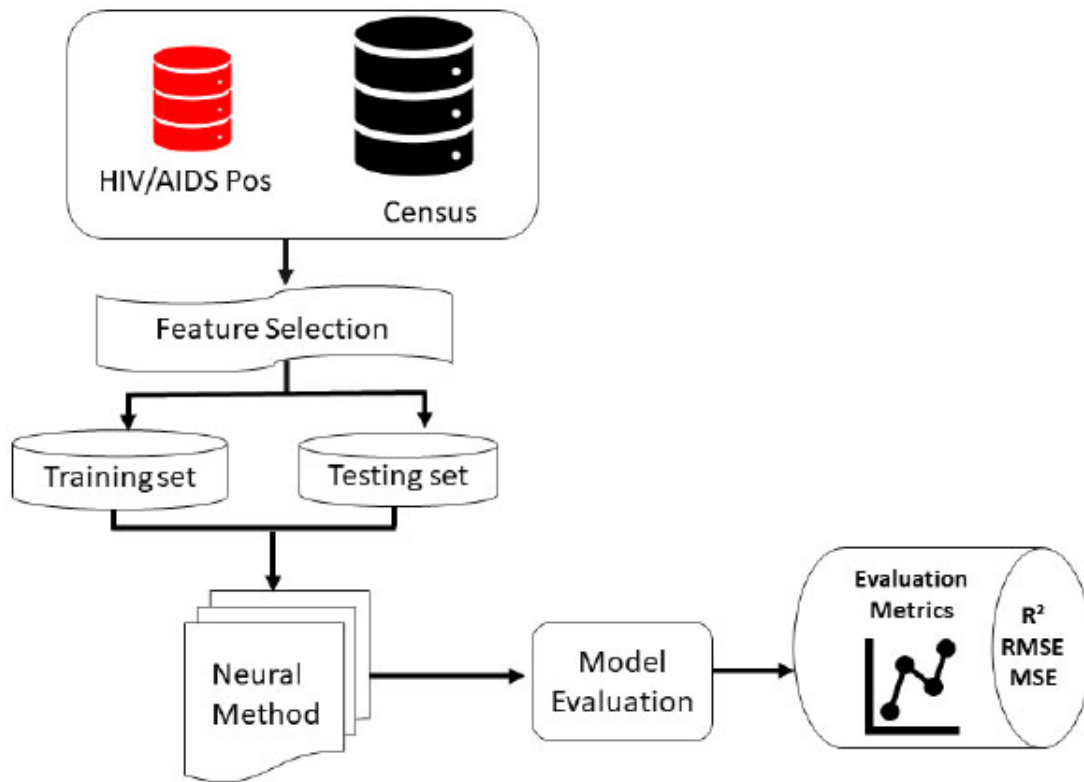 HIV/AIDS Pos
Census
Feature Selection
Training set
Testing set
Neural
Method
Model
Evaluation
Evaluation
Metrics
R²
RMSE
MSE